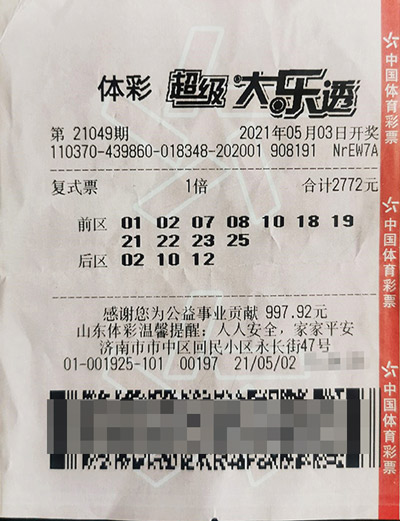 体彩 超级大乐透
第 21049期 2021年05月03日开奖
110370-439860-018348-202001 908191 NrEW7A
复式票 1倍 合计2772元
前区 01 02 07 08 10 18 19
21 22 23 25
后区 02 10 12
感谢您为公益事业贡献 997.92元
山东体彩温馨提醒：人人安全，家家平安
济南市市中区回民小区永长街47号
01-001925-101 00197 21/05/02
中国体育彩票
中国体育彩票
中国体育彩票